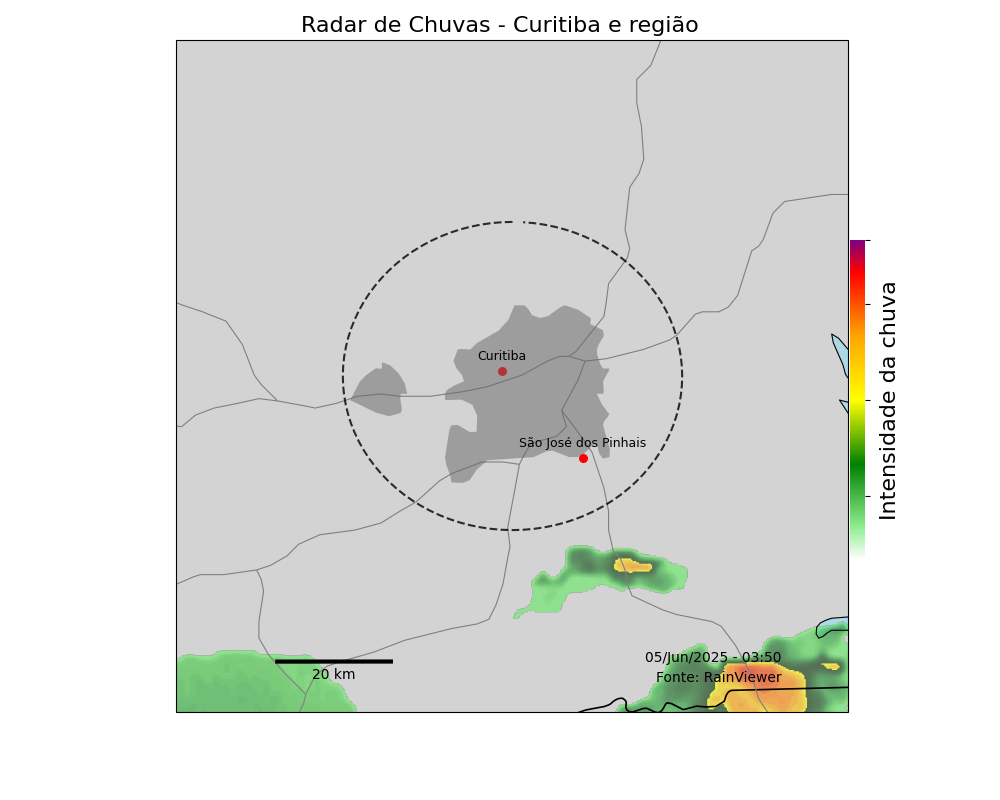 Radar de Chuvas - Curitiba e região
Curitiba
São José dos Pinhais
Intensidade da chuva
05/Jun/2025 - 03:50
20 km
Fonte: RainViewer